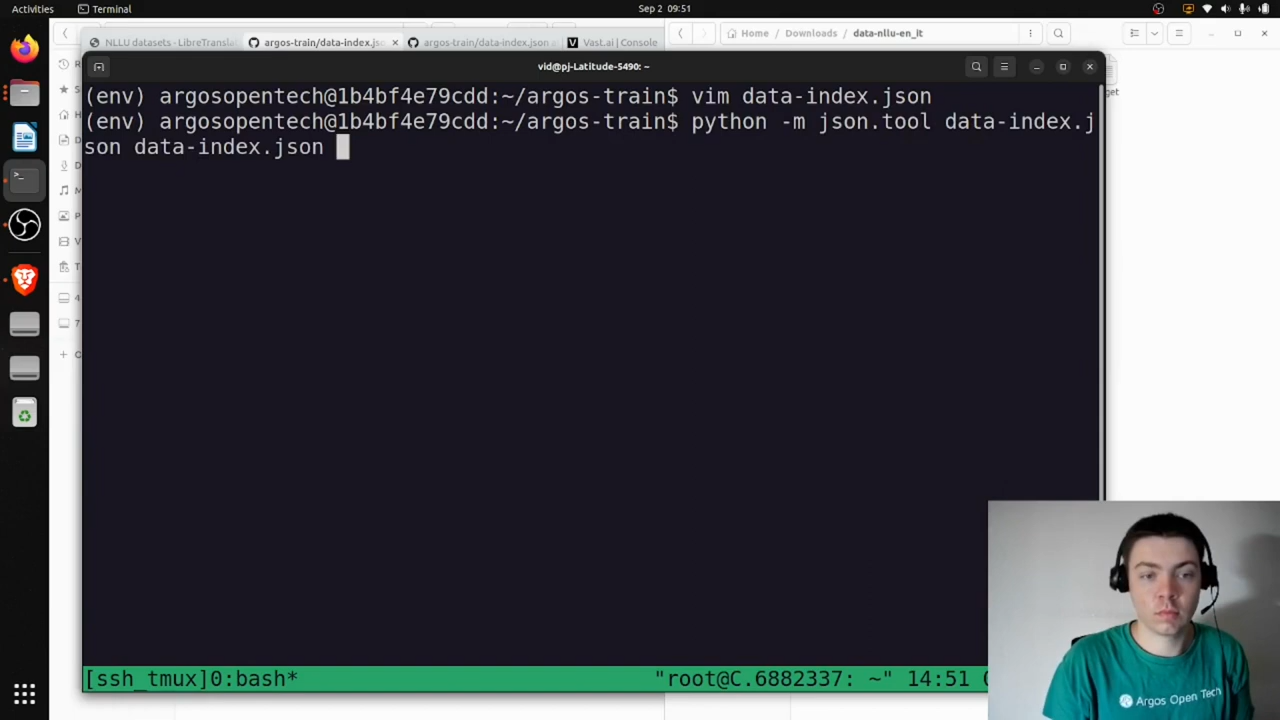 Activities
Terminal
Sep 2 09:51
NLLU datasets - LibreTransla
argos-train/data-index.jso
argos-train/data-index.json a
Vast.ai | Console
Home / Downloads / data-nllu-en_it
vid@pj-Latitude-5490: ~
(env) argosopentech@1b4bf4e79cdd:~/argos-train$ vim data-index.json
(env) argosopentech@1b4bf4e79cdd:~/argos-train$ python -m json.tool data-index.j
son data-index.json
[ssh_tmux]0:bash*
"root@C.6882337: ~" 14:51 0
Argos Open Tech